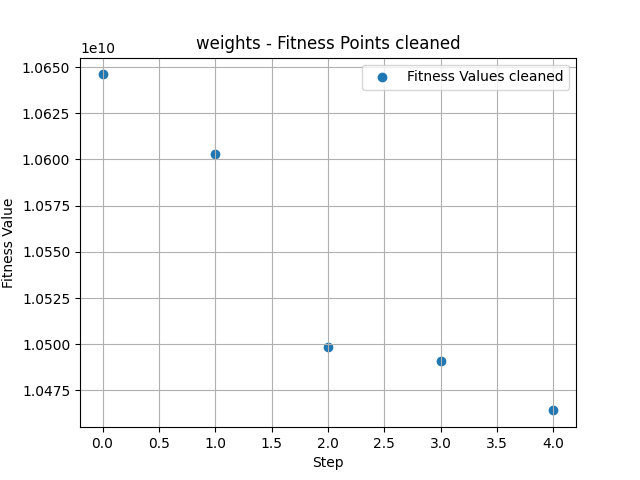 weights - Fitness Points cleaned
1e10
Fitness Values cleaned
1.0650
1.0625
1.0600
1.0575
1.0550
1.0525
1.0500
1.0475
Fitness Value
0.0 0.5 1.0 1.5 2.0 2.5 3.0 3.5 4.0
Step